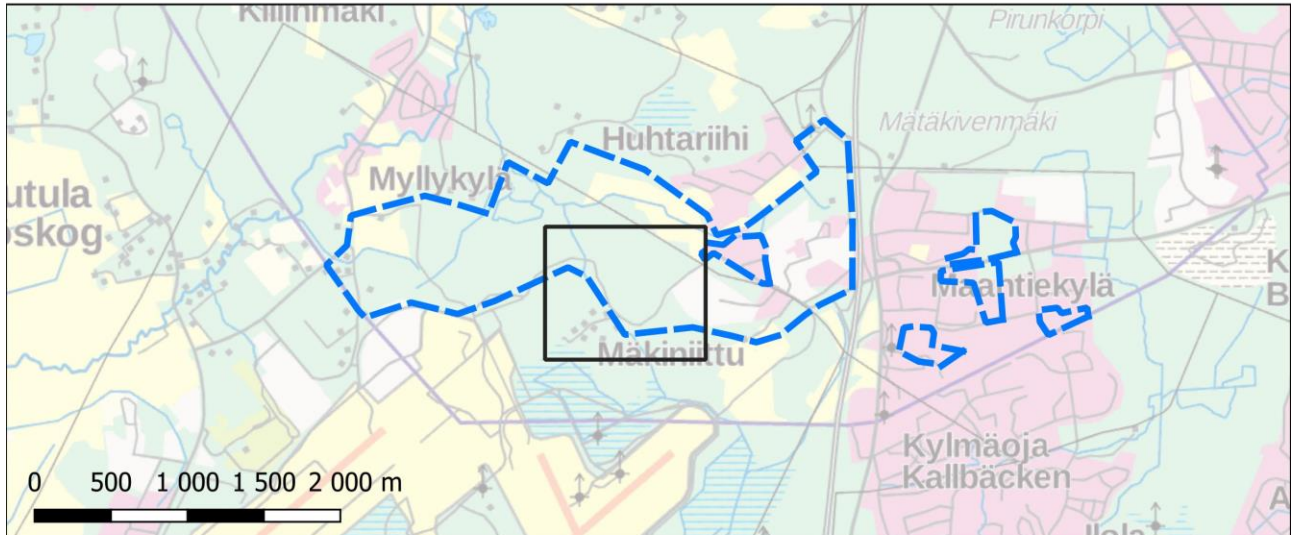 Kiilinmäki
Pirunkorpi
Huhtariihi
Mätäkivenmäki
Myllykylä
utula
oskog
K
B
Maantiekylä
Mäkiniittu
Kylmäoja
Kallbäcken
0 500 1 000 1 500 2 000 m
A
Ilola